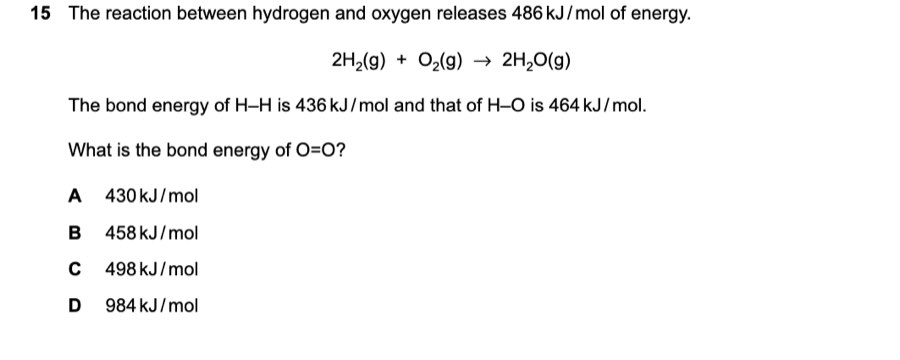 15 The reaction between hydrogen and oxygen releases 486 kJ/mol of energy.
2H₂(g) + O₂(g) → 2H₂O(g)
The bond energy of H–H is 436 kJ/mol and that of H–O is 464 kJ/mol.
What is the bond energy of O=O?
A 430 kJ/mol
B 458 kJ/mol
C 498 kJ/mol
D 984 kJ/mol